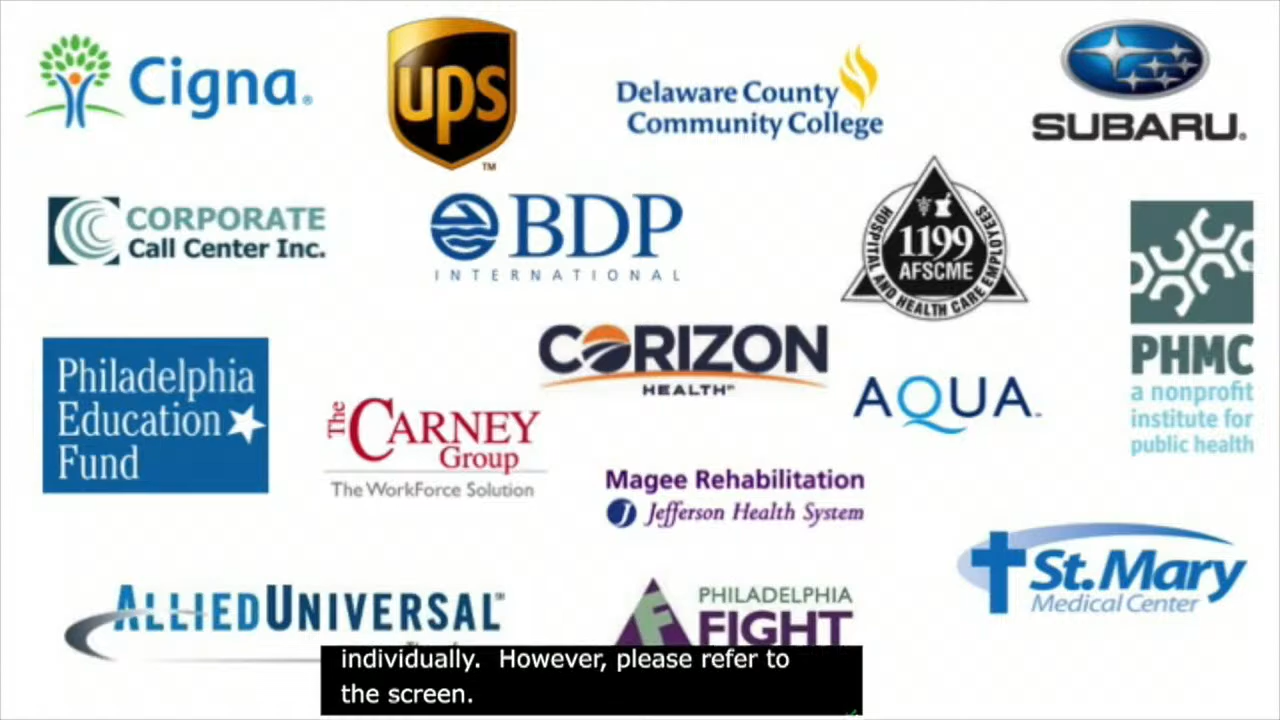 Cigna®
ups
TM
Delaware County
Community College
SUBARU®
CORPORATE
Call Center Inc.
BDP
INTERNATIONAL
1199
AFSCME
HOSPITAL AND HEALTH CARE EMPLOYEES
PHMC
a nonprofit
institute for
public health
Philadelphia
Education
Fund
The
CARNEY
Group
The WorkForce Solution
CORIZON
HEALTH
AQUA
Magee Rehabilitation
J Jefferson Health System
St. Mary
Medical Center
ALLIEDUNIVERSAL
F
PHILADELPHIA
FIGHT
individually. However, please refer to
the screen.